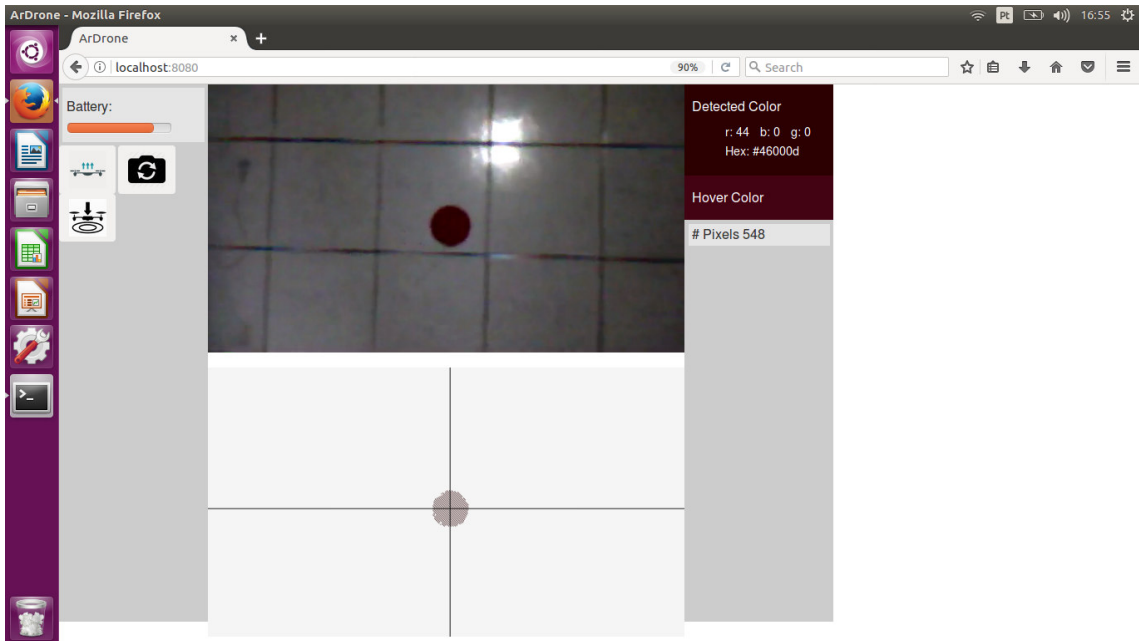 ArDrone - Mozilla Firefox
Pt
16:55
ArDrone × +
localhost:8080
90%
Search
Battery:
Detected Color
r: 44 b: 0 g: 0
Hex: #46000d
Hover Color
# Pixels 548
>_